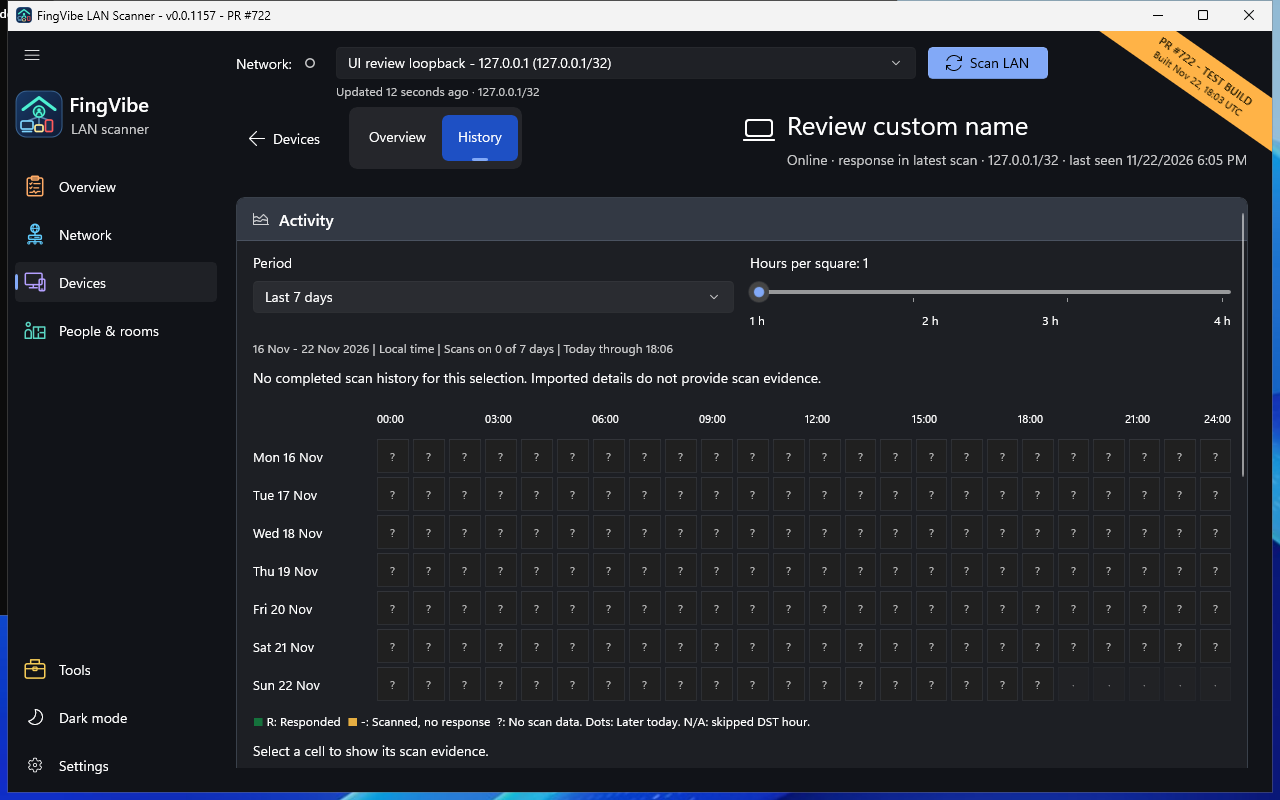 FingVibe LAN Scanner - v0.0.1157 - PR #722
Network:
UI review loopback - 127.0.0.1 (127.0.0.1/32)
Scan LAN
Updated 12 seconds ago · 127.0.0.1/32
PR #722 - TEST BUILD
Built Nov 22, 18:03 UTC
FingVibe
LAN scanner
Overview
Network
Devices
People & rooms
Tools
Dark mode
Settings
Devices
Overview
History
Review custom name
Online · response in latest scan · 127.0.0.1/32 · last seen 11/22/2026 6:05 PM
Activity
Period
Last 7 days
Hours per square: 1
1 h 2 h 3 h 4 h
16 Nov - 22 Nov 2026 | Local time | Scans on 0 of 7 days | Today through 18:06
No completed scan history for this selection. Imported details do not provide scan evidence.
00:00 03:00 06:00 09:00 12:00 15:00 18:00 21:00 24:00
Mon 16 Nov ? ? ? ? ? ? ? ? ? ? ? ? ? ? ? ? ? ? ? ? ? ? ? ?
Tue 17 Nov ? ? ? ? ? ? ? ? ? ? ? ? ? ? ? ? ? ? ? ? ? ? ? ?
Wed 18 Nov ? ? ? ? ? ? ? ? ? ? ? ? ? ? ? ? ? ? ? ? ? ? ? ?
Thu 19 Nov ? ? ? ? ? ? ? ? ? ? ? ? ? ? ? ? ? ? ? ? ? ? ? ?
Fri 20 Nov ? ? ? ? ? ? ? ? ? ? ? ? ? ? ? ? ? ? ? ? ? ? ? ?
Sat 21 Nov ? ? ? ? ? ? ? ? ? ? ? ? ? ? ? ? ? ? ? ? ? ? ? ?
Sun 22 Nov ? ? ? ? ? ? ? ? ? ? ? ? ? ? ? ? ? ? ? · · · · ·
R: Responded -: Scanned, no response ?: No scan data. Dots: Later today. N/A: skipped DST hour.
Select a cell to show its scan evidence.